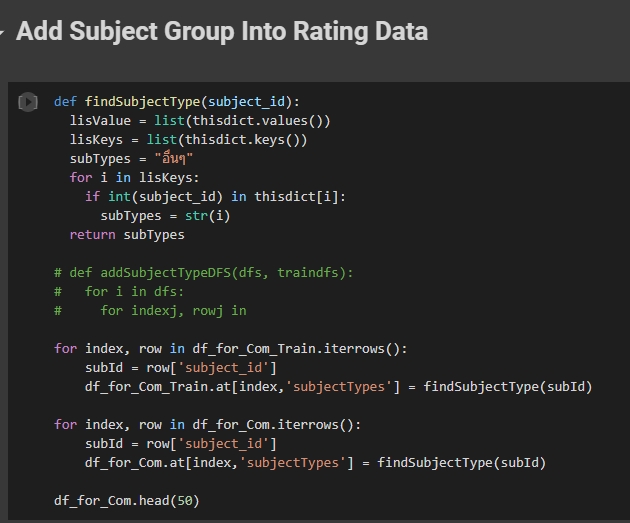 Add Subject Group Into Rating Data
def findSubjectType(subject_id):
  lisValue = list(thisdict.values())
  lisKeys = list(thisdict.keys())
  subTypes = "อื่นๆ"
  for i in lisKeys:
    if int(subject_id) in thisdict[i]:
      subTypes = str(i)
  return subTypes

# def addSubjectTypeDFS(dfs, traindfs):
#   for i in dfs:
#     for indexj, rowj in

for index, row in df_for_Com_Train.iterrows():
    subId = row['subject_id']
    df_for_Com_Train.at[index,'subjectTypes'] = findSubjectType(subId)

for index, row in df_for_Com.iterrows():
    subId = row['subject_id']
    df_for_Com.at[index,'subjectTypes'] = findSubjectType(subId)

df_for_Com.head(50)